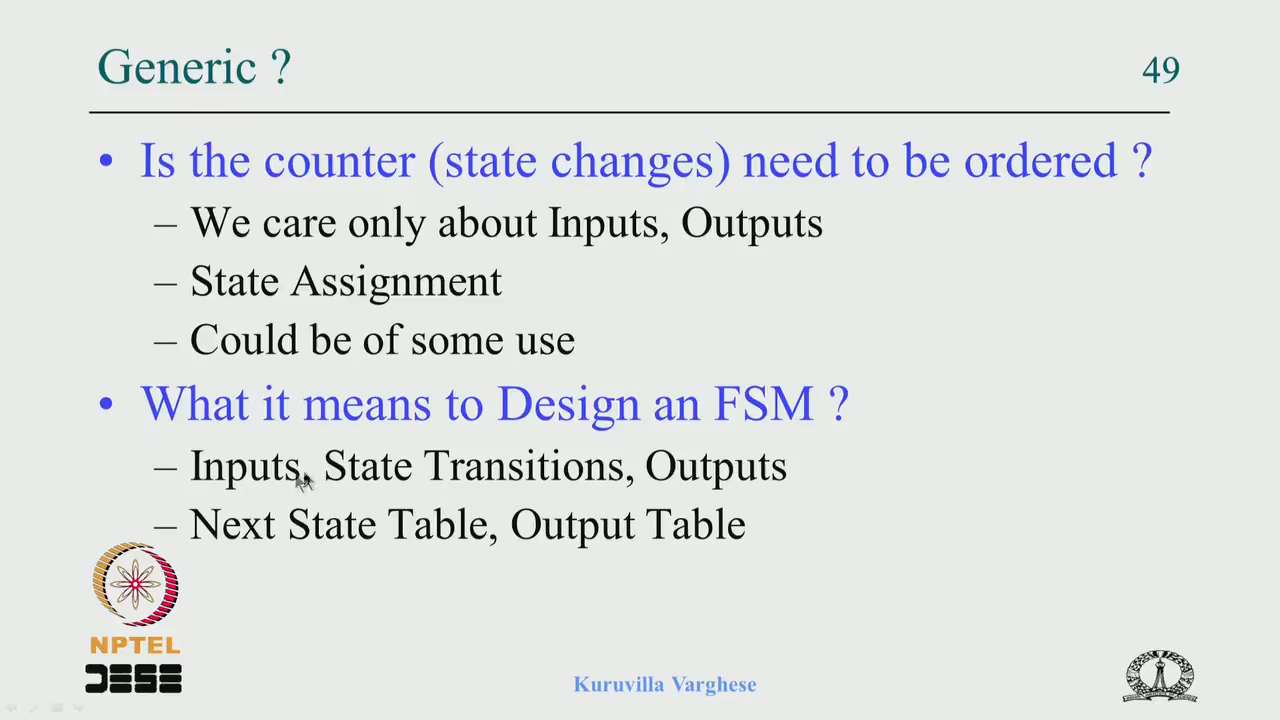 Generic ?
49
• Is the counter (state changes) need to be ordered ?
– We care only about Inputs, Outputs
– State Assignment
– Could be of some use
• What it means to Design an FSM ?
– Inputs, State Transitions, Outputs
– Next State Table, Output Table
NPTEL
DESE
Kuruvilla Varghese